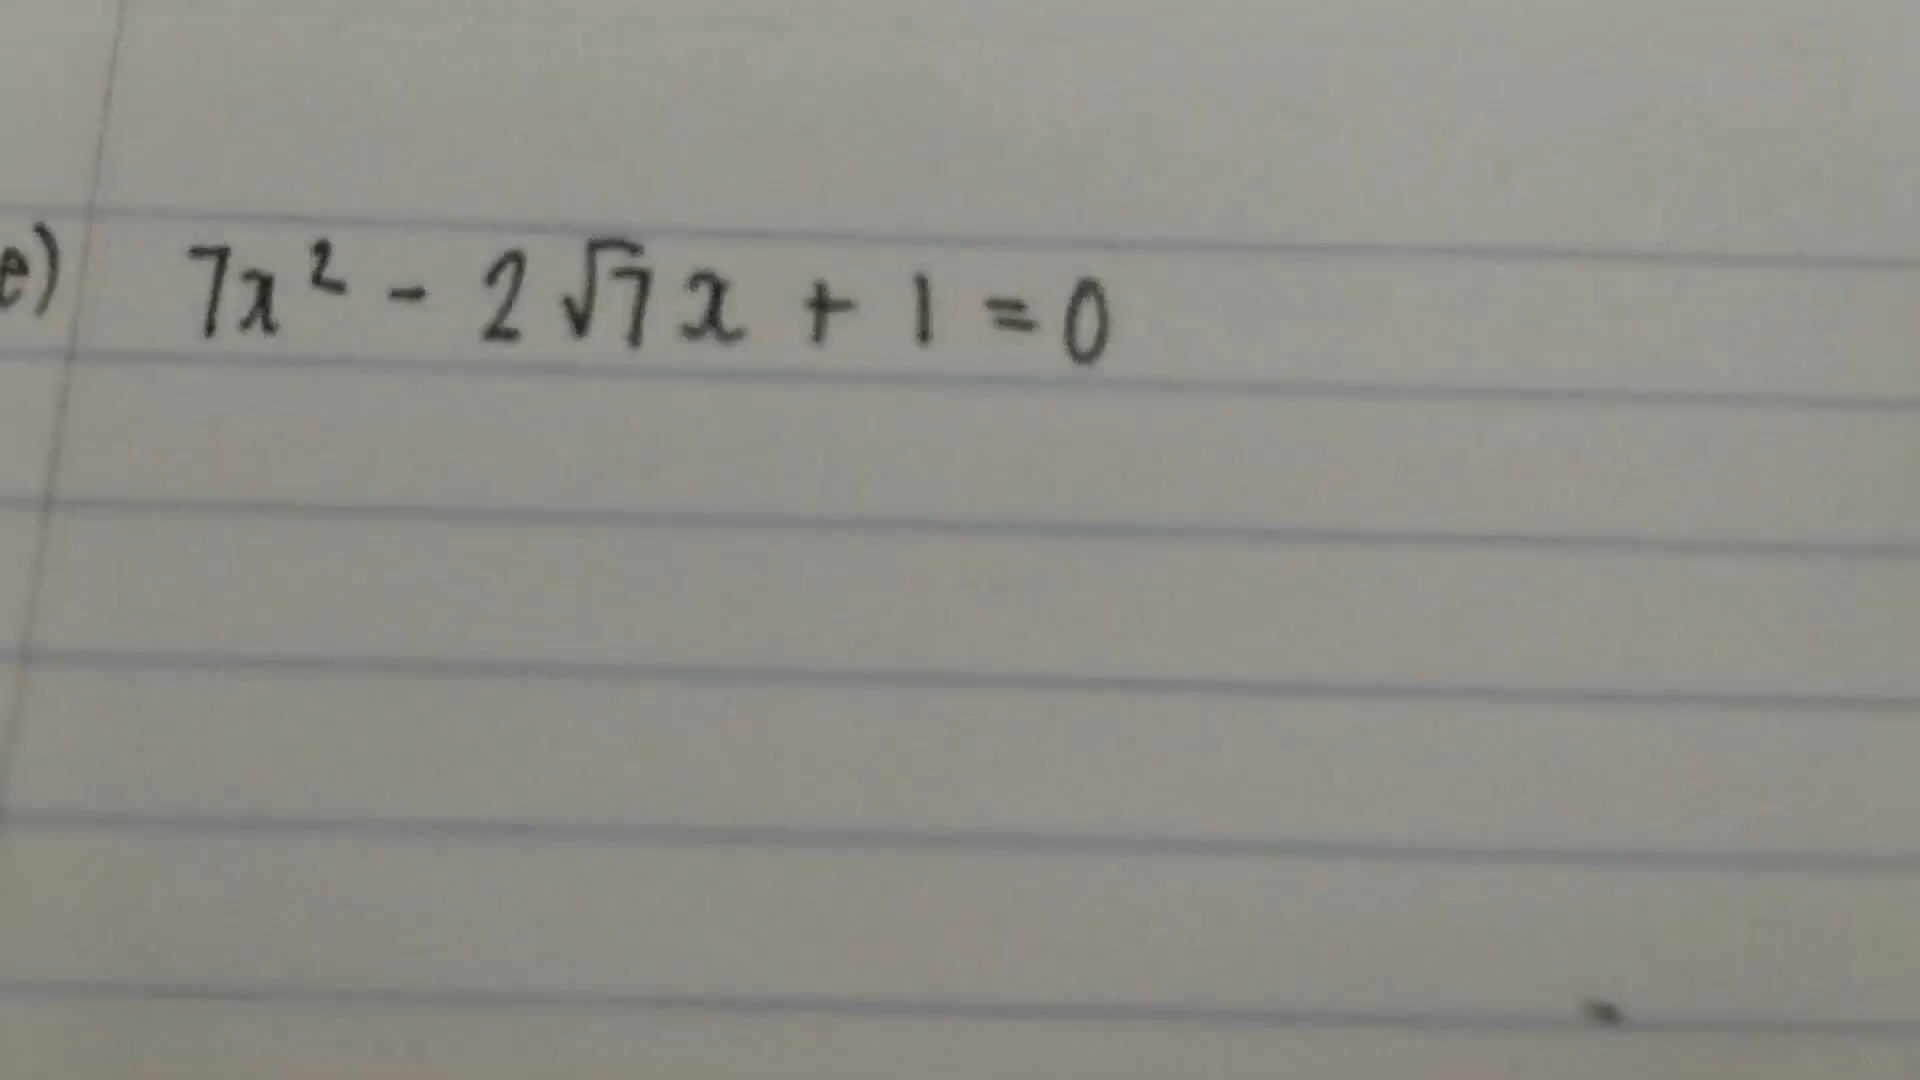 e) 7x² - 2√7x + 1 = 0